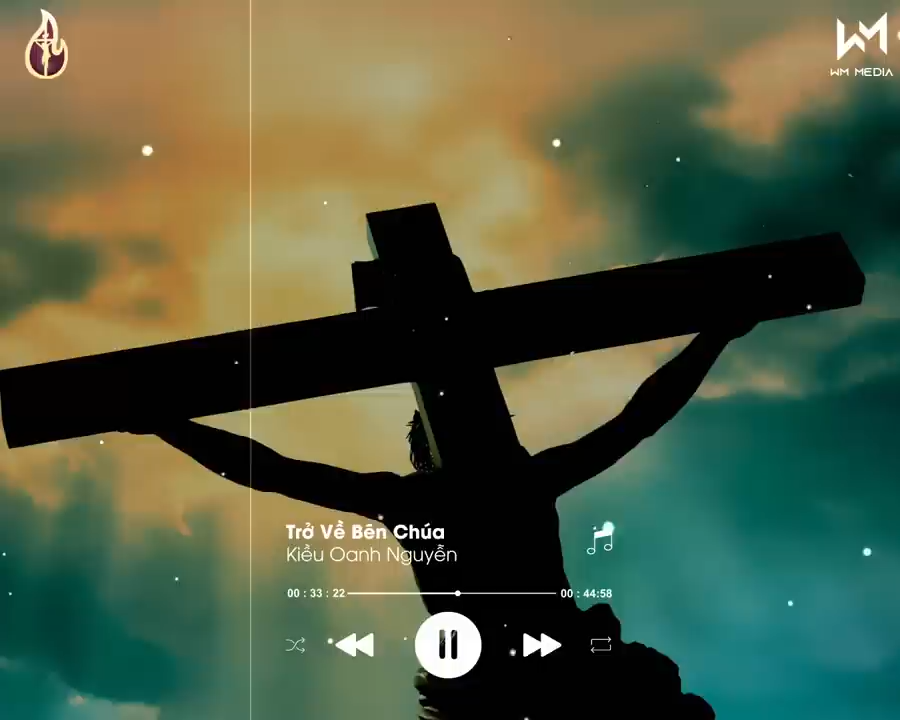 WM MEDIA
Trở Về Bên Chúa
Kiều Oanh Nguyễn
00 : 33 : 22
00 : 44:58